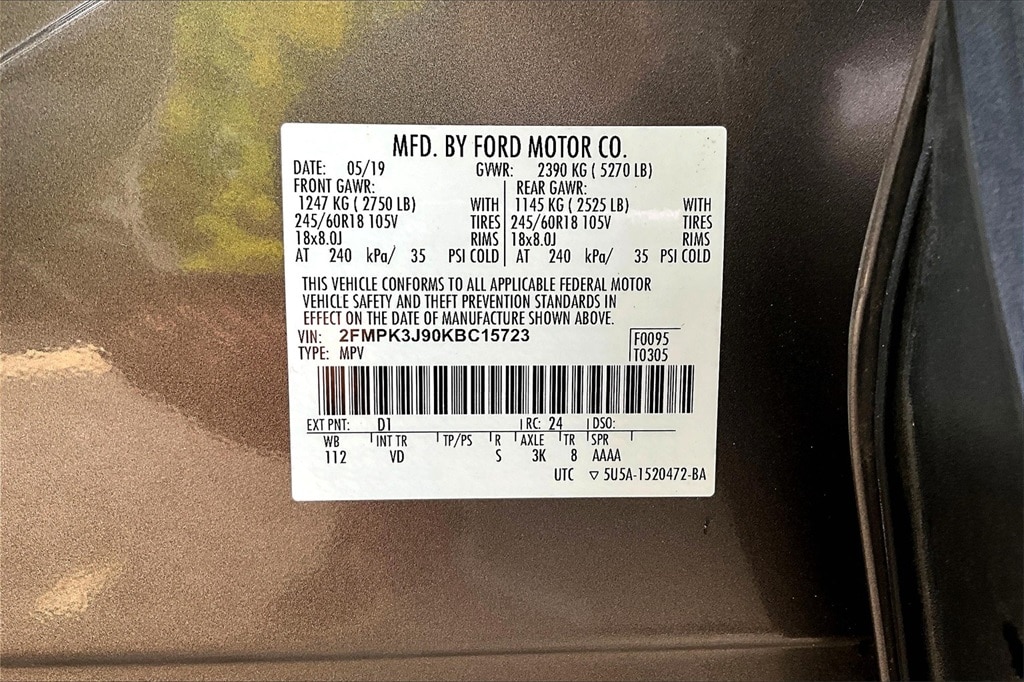 MFD. BY FORD MOTOR CO.
DATE: 05/19 GVWR: 2390 KG ( 5270 LB)
FRONT GAWR: REAR GAWR:
1247 KG ( 2750 LB) WITH 1145 KG ( 2525 LB) WITH
245/60R18 105V TIRES 245/60R18 105V TIRES
18x8.0J RIMS 18x8.0J RIMS
AT 240 kPa/ 35 PSI COLD AT 240 kPa/ 35 PSI COLD
THIS VEHICLE CONFORMS TO ALL APPLICABLE FEDERAL MOTOR
VEHICLE SAFETY AND THEFT PREVENTION STANDARDS IN
EFFECT ON THE DATE OF MANUFACTURE SHOWN ABOVE.
VIN: 2FMPK3J90KBC15723 F0095
TYPE: MPV T0305
EXT PNT: D1 RC: 24 DSO:
WB INT TR TP/PS R AXLE TR SPR
112 VD S 3K 8 AAAA
UTC ▽ 5U5A-1520472-BA